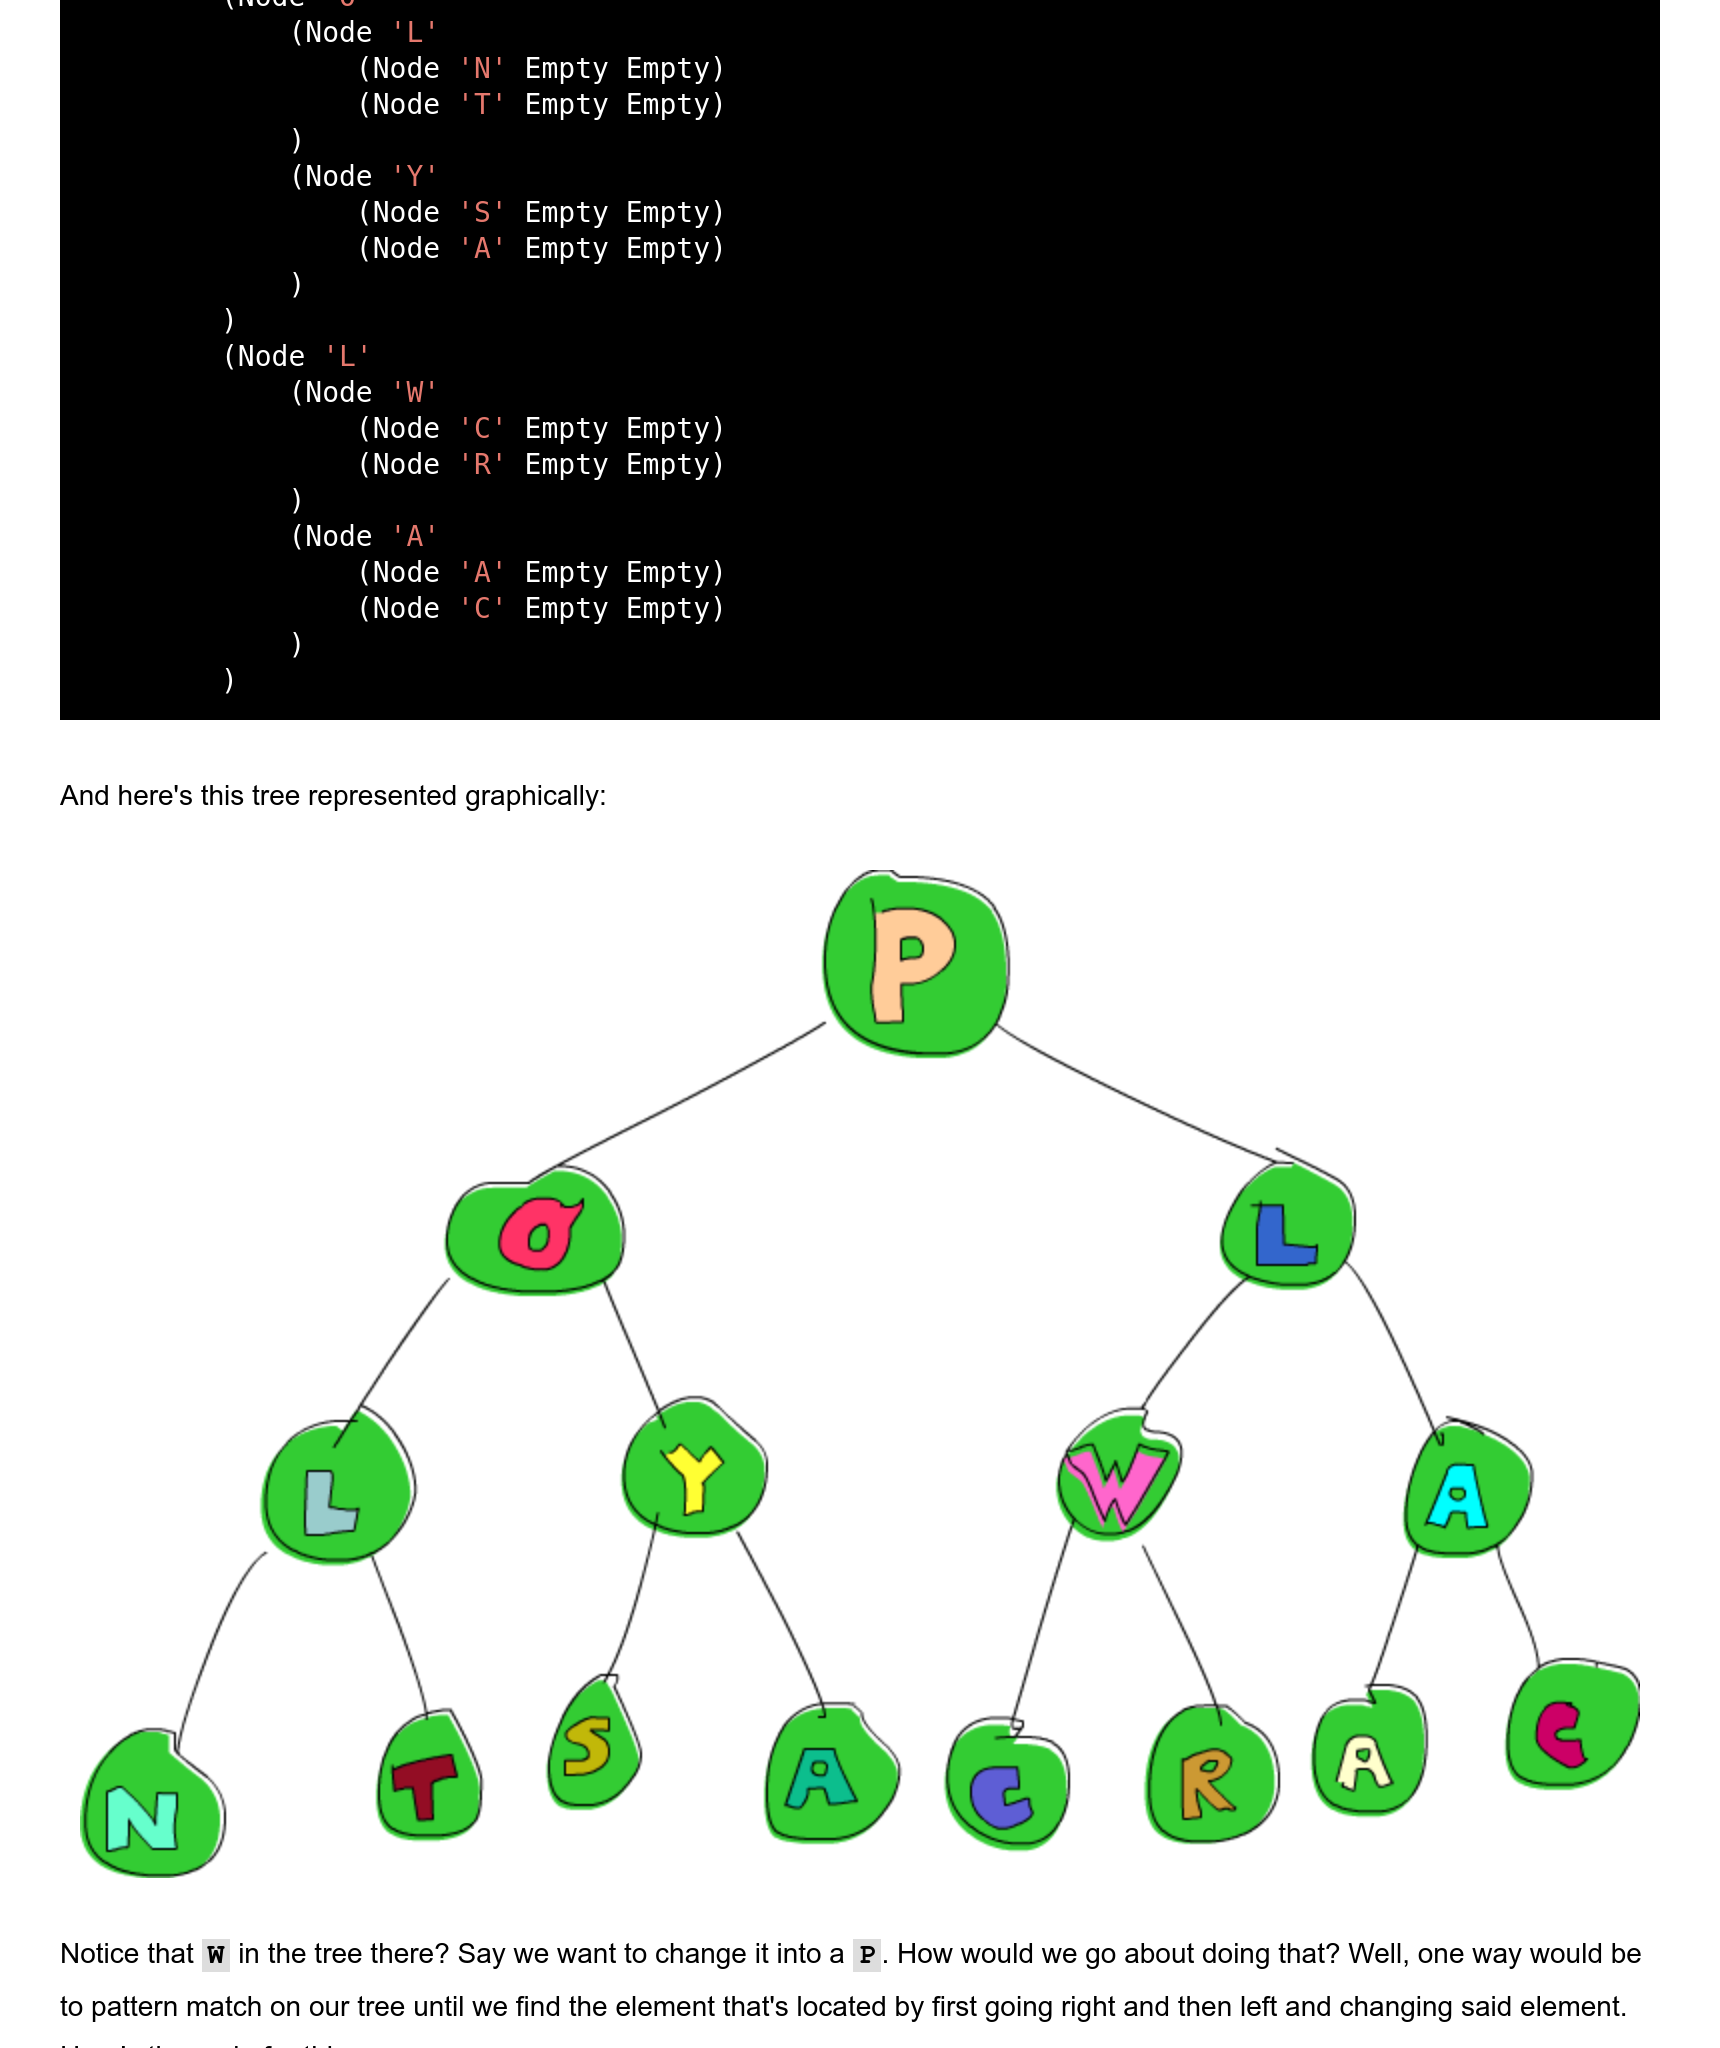 (Node 'O'
(Node 'L'
(Node 'N' Empty Empty)
(Node 'T' Empty Empty)
)
(Node 'Y'
(Node 'S' Empty Empty)
(Node 'A' Empty Empty)
)
)
(Node 'L'
(Node 'W'
(Node 'C' Empty Empty)
(Node 'R' Empty Empty)
)
(Node 'A'
(Node 'A' Empty Empty)
(Node 'C' Empty Empty)
)
)
And here's this tree represented graphically:
P
O L
L Y W A
N T S A C R A C
Notice that W in the tree there? Say we want to change it into a P. How would we go about doing that? Well, one way would be
to pattern match on our tree until we find the element that's located by first going right and then left and changing said element.